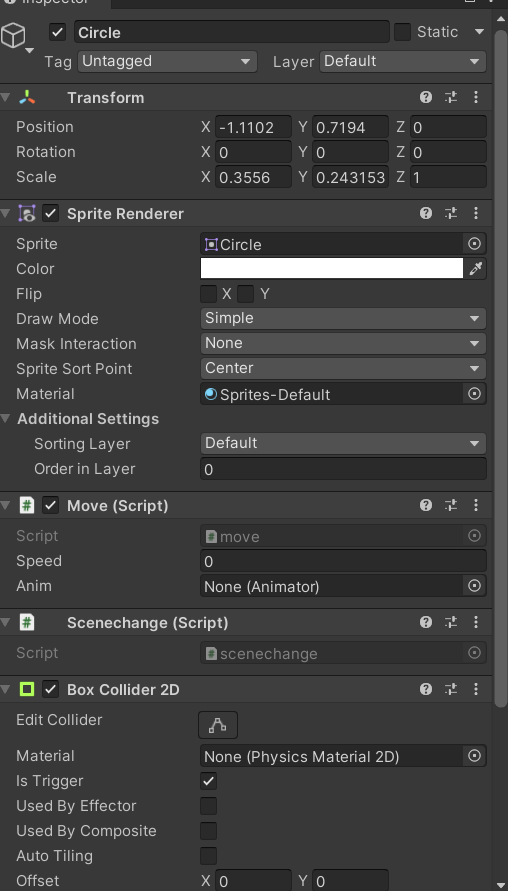 Inspector
Circle Static
Tag Untagged Layer Default
Transform
Position X -1.1102 Y 0.7194 Z 0
Rotation X 0 Y 0 Z 0
Scale X 0.3556 Y 0.243153 Z 1
Sprite Renderer
Sprite Circle
Color
Flip X Y
Draw Mode Simple
Mask Interaction None
Sprite Sort Point Center
Material Sprites-Default
Additional Settings
Sorting Layer Default
Order in Layer 0
# Move (Script)
Script # move
Speed 0
Anim None (Animator)
# Scenechange (Script)
Script # scenechange
Box Collider 2D
Edit Collider
Material None (Physics Material 2D)
Is Trigger
Used By Effector
Used By Composite
Auto Tiling
Offset X 0 Y 0